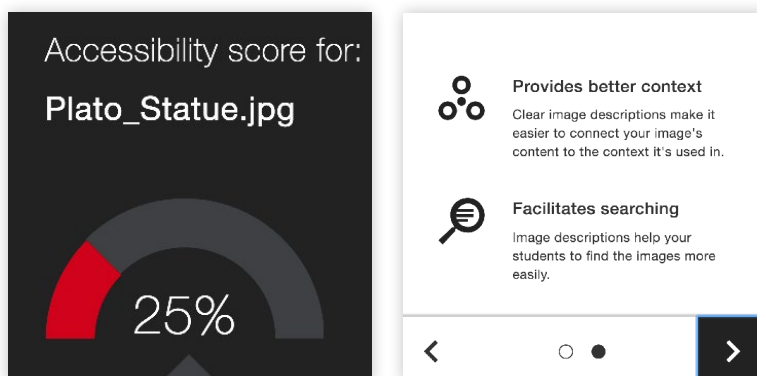 Accessibility score for:
Plato_Statue.jpg
25%
Provides better context
Clear image descriptions make it
easier to connect your image's
content to the context it's used in.
Facilitates searching
Image descriptions help your
students to find the images more
easily.